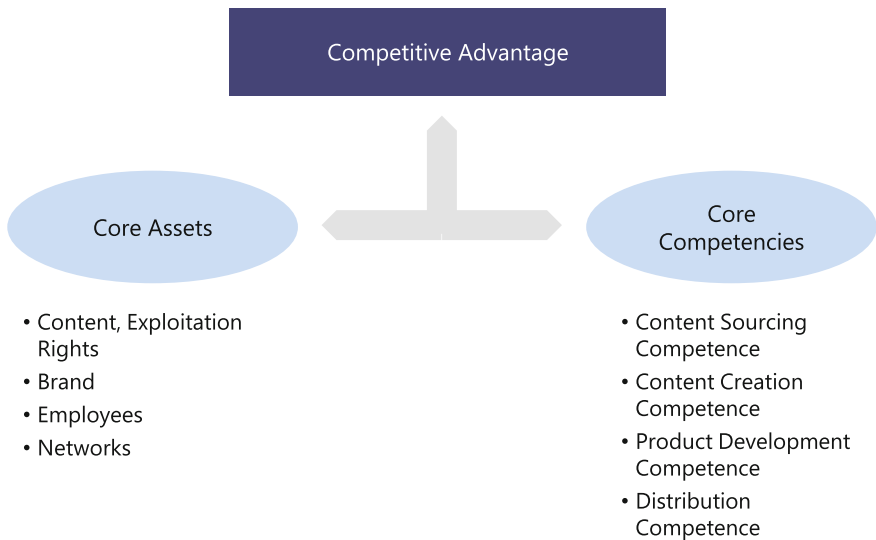 Competitive Advantage
Core Assets
Core
Competencies
• Content, Exploitation
Rights
• Brand
• Employees
• Networks
• Content Sourcing
Competence
• Content Creation
Competence
• Product Development
Competence
• Distribution
Competence